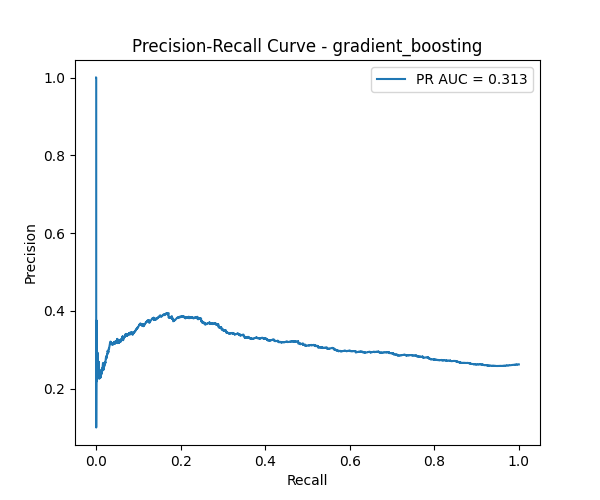 Precision-Recall Curve - gradient_boosting
PR AUC = 0.313
1.0
0.8
0.6
0.4
0.2
Precision
0.0 0.2 0.4 0.6 0.8 1.0
Recall